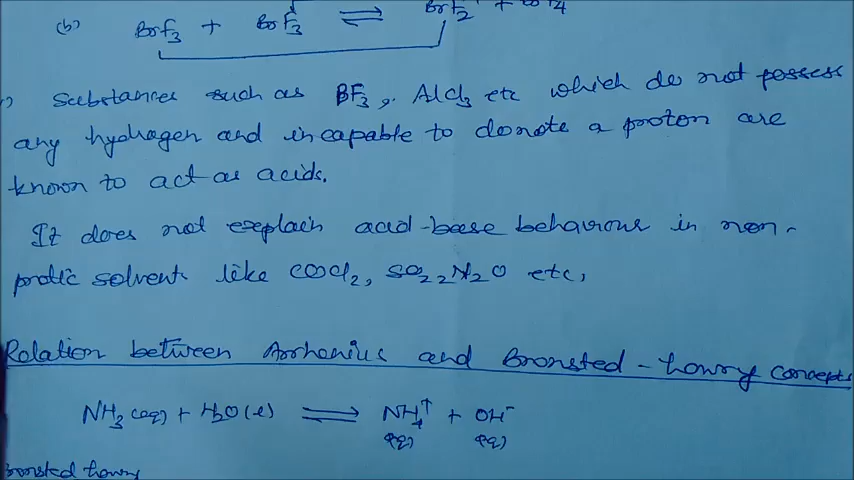 (b) BrF3 + BrF3 ⇌ BrF2+ + BrF4
Substances such as BF3, AlCl3 etc which do not possess
any hydrogen and incapable to donote a proton are
known to act as acids.
It does not explain acid-base behaviour in non-
protic solvent like COCl2, SO2, N2O etc,
Relation between Arrhenius and Bronsted-Lowry concepts
NH3 (aq) + H2O(l) ⇌ NH4+ + OH-
(aq) (aq)
Bronsted Lowry